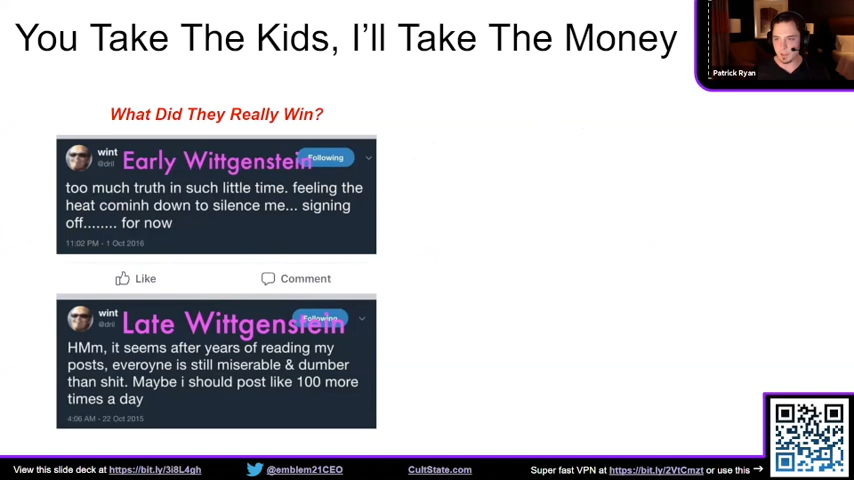 You Take The Kids, I'll Take The Money
Patrick Ryan
What Did They Really Win?
wint
@dril
Early Wittgenstein
Following
too much truth in such little time. feeling the
heat cominh down to silence me... signing
off........ for now
11:02 PM - 1 Oct 2016
Like
Comment
wint
@dril
Late Wittgenstein
Following
HMm, it seems after years of reading my
posts, everoyne is still miserable & dumber
than shit. Maybe i should post like 100 more
times a day
4:06 AM - 22 Oct 2015
View this slide deck at https://bit.ly/3i8L4gh
@emblem21CEO
CultState.com
Super fast VPN at https://bit.ly/2VtCmzt or use this